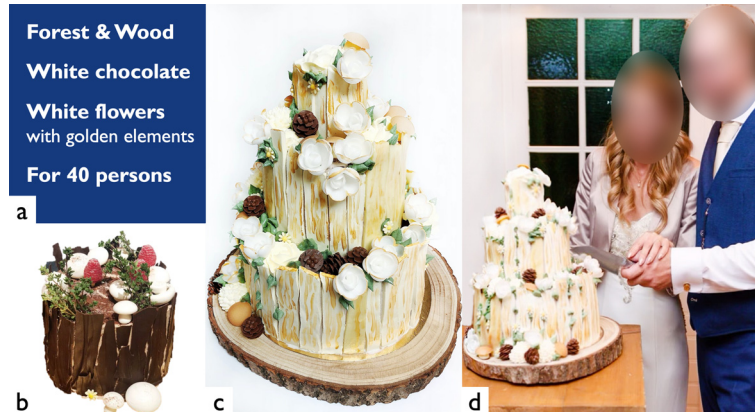 Forest & Wood
White chocolate
White flowers
with golden elements
For 40 persons
a
b
c
d